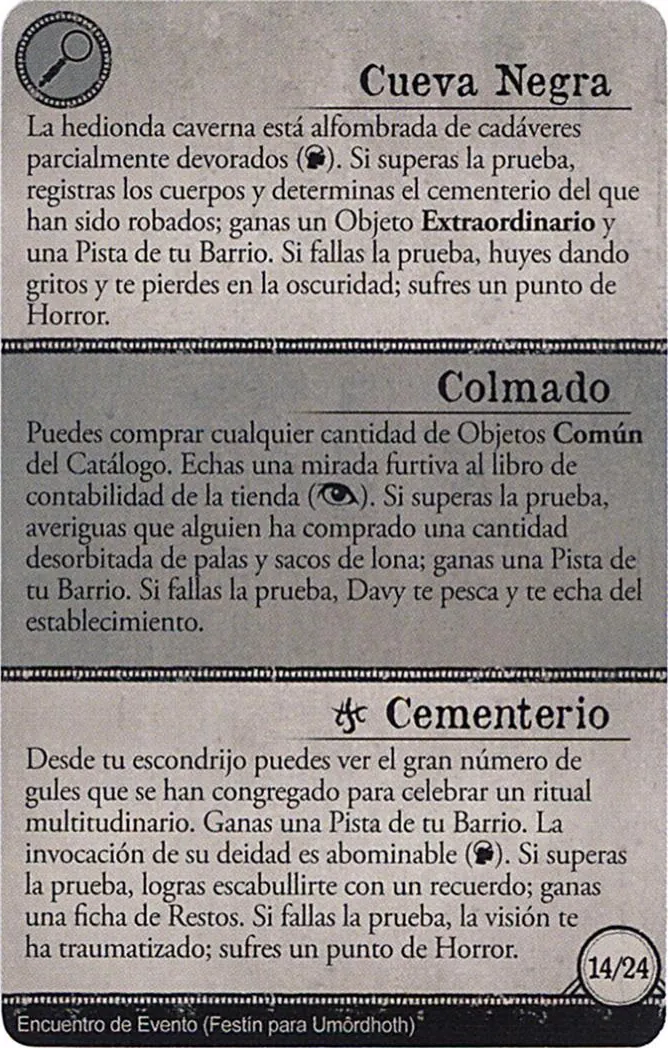 Cueva Negra
La hedionda caverna está alfombrada de cadáveres
parcialmente devorados (). Si superas la prueba,
registras los cuerpos y determinas el cementerio del que
han sido robados; ganas un Objeto Extraordinario y
una Pista de tu Barrio. Si fallas la prueba, huyes dando
gritos y te pierdes en la oscuridad; sufres un punto de
Horror.
Colmado
Puedes comprar cualquier cantidad de Objetos Común
del Catálogo. Echas una mirada furtiva al libro de
contabilidad de la tienda (). Si superas la prueba,
averiguas que alguien ha comprado una cantidad
desorbitada de palas y sacos de lona; ganas una Pista de
tu Barrio. Si fallas la prueba, Davy te pesca y te echa del
establecimiento.
Cementerio
Desde tu escondrijo puedes ver el gran número de
gules que se han congregado para celebrar un ritual
multitudinario. Ganas una Pista de tu Barrio. La
invocación de su deidad es abominable (). Si superas
la prueba, logras escabullirte con un recuerdo; ganas
una ficha de Restos. Si fallas la prueba, la visión te
ha traumatizado; sufres un punto de Horror.
14/24
Encuentro de Evento (Festín para Umôrdhoth)